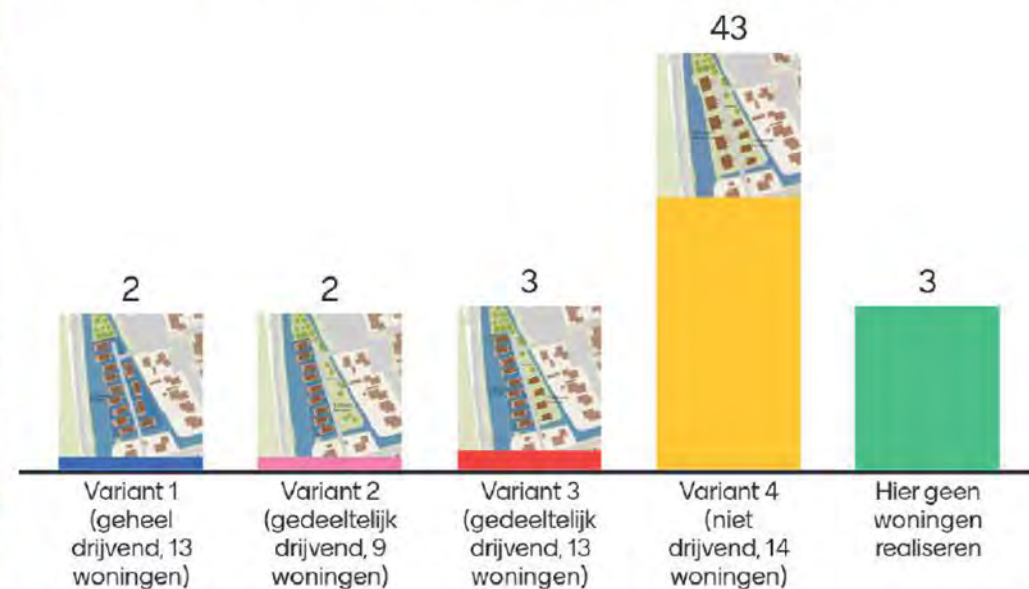 43
2
2
3
3
Variant 1
(geheel
drijvend, 13
woningen)
Variant 2
(gedeeltelijk
drijvend, 9
woningen)
Variant 3
(gedeeltelijk
drijvend, 13
woningen)
Variant 4
(niet
drijvend, 14
woningen)
Hier geen
woningen
realiseren